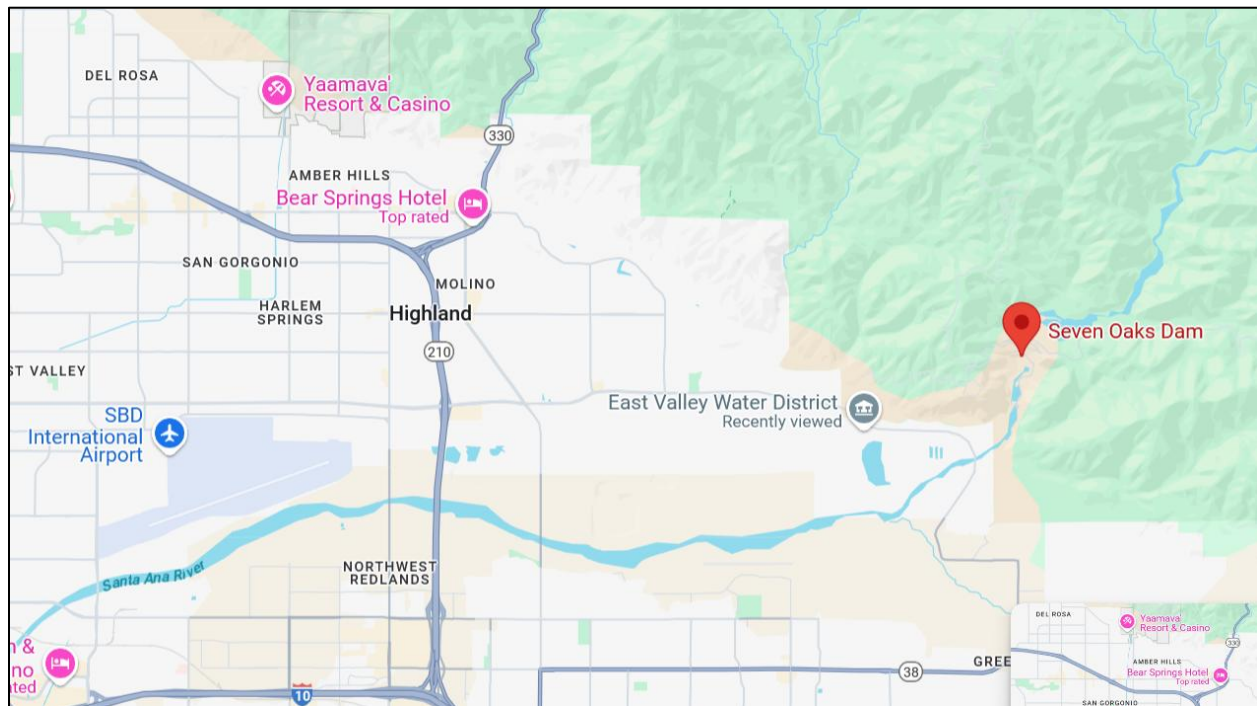 DEL ROSA
Yaamava'
Resort & Casino
330
AMBER HILLS
Bear Springs Hotel
Top rated
SAN GORGONIO
MOLINO
HARLEM
SPRINGS
Highland
Seven Oaks Dam
210
ST VALLEY
East Valley Water District
Recently viewed
SBD
International
Airport
Santa Ana River
NORTHWEST
REDLANDS
n &
no
ated
10
38
GREE
DEL ROSA
Yaamava'
Resort & Casino
330
AMBER HILLS
Bear Springs Hotel
Top rated
SAN GORGONIO